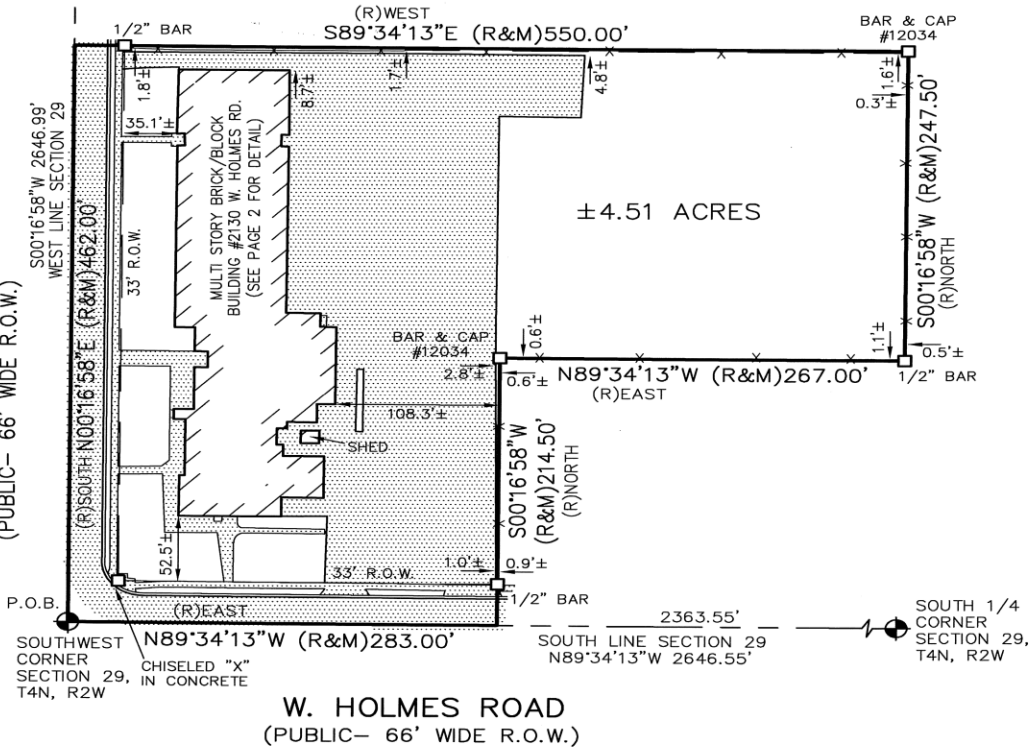 (R)WEST
S89°34'13"E (R&M)550.00'
1/2" BAR
BAR & CAP
#12034
1.8'±
8.7'±
1.7'±
4.8'±
1.6'±
0.3'±
35.1'±
S00°16'58"W 2646.99'
WEST LINE SECTION 29
33' R.O.W.
MULTI STORY BRICK/BLOCK
BUILDING #2130 W. HOLMES RD.
(SEE PAGE 2 FOR DETAIL)
±4.51 ACRES
S00°16'58"W (R&M)247.50'
(R)NORTH
(R)SOUTH N00°16'58"E (R&M)462.00'
(PUBLIC– 66' WIDE R.O.W.)
BAR & CAP
#12034
0.6'±
1.1'±
0.5'±
2.8'±
0.6'±
N89°34'13"W (R&M)267.00'
(R)EAST
1/2" BAR
108.3'±
SHED
S00°16'58"W
(R&M)214.50'
(R)NORTH
52.5'±
1.0'±
0.9'±
33' R.O.W.
1/2" BAR
P.O.B.
(R)EAST
N89°34'13"W (R&M)283.00'
2363.55'
SOUTH LINE SECTION 29
N89°34'13"W 2646.55'
SOUTH 1/4
CORNER
SECTION 29,
T4N, R2W
SOUTHWEST
CORNER
SECTION 29,
T4N, R2W
CHISELED "X"
IN CONCRETE
W. HOLMES ROAD
(PUBLIC– 66' WIDE R.O.W.)